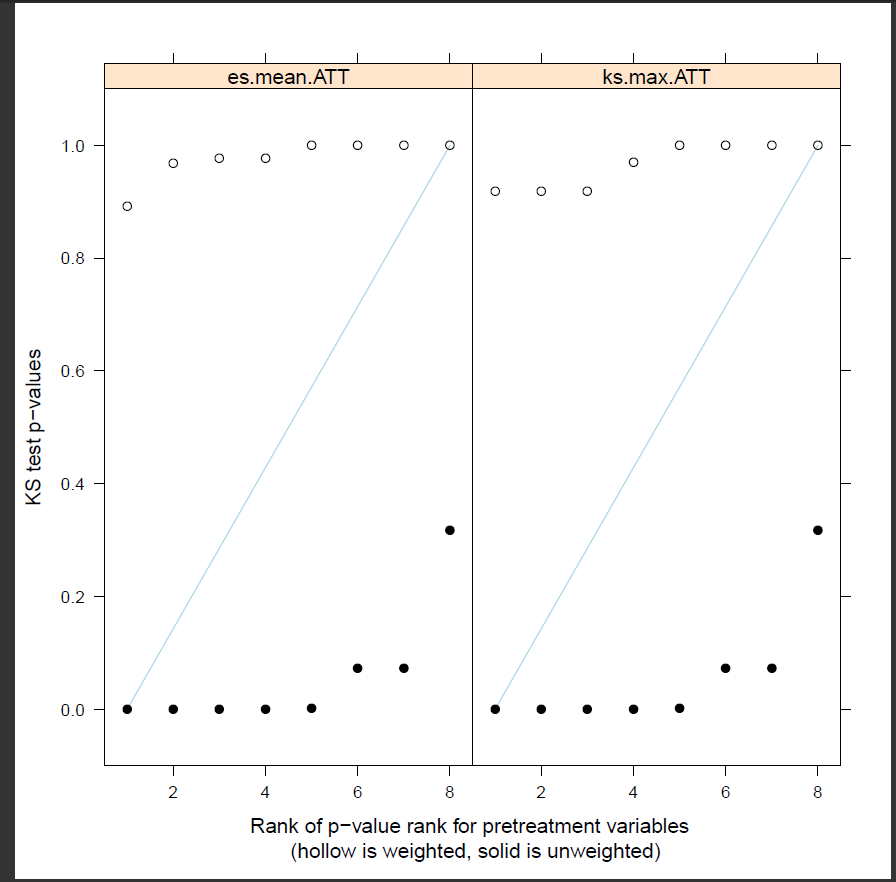 es.mean.ATT
ks.max.ATT
1.0
0.8
0.6
0.4
0.2
0.0
KS test p−values
2 4 6 8
2 4 6 8
Rank of p−value rank for pretreatment variables
(hollow is weighted, solid is unweighted)